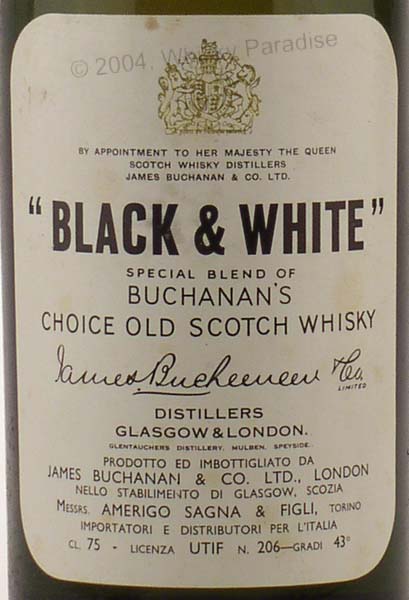 © 2004, Whisky Paradise
BY APPOINTMENT TO HER MAJESTY THE QUEEN
SCOTCH WHISKY DISTILLERS
JAMES BUCHANAN & CO. LTD.
"BLACK & WHITE"
SPECIAL BLEND OF
BUCHANAN'S
CHOICE OLD SCOTCH WHISKY
James Buchanan & Co.
LIMITED
DISTILLERS
GLASGOW & LONDON.
GLENTAUCHERS DISTILLERY, MULBEN, SPEYSIDE.
PRODOTTO ED IMBOTTIGLIATO DA
JAMES BUCHANAN & CO. LTD., LONDON
NELLO STABILIMENTO DI GLASGOW, SCOZIA
MESSRS. AMERIGO SAGNA & FIGLI, TORINO
IMPORTATORI E DISTRIBUTORI PER L'ITALIA
CL. 75 - LICENZA UTIF N. 206—GRADI 43°